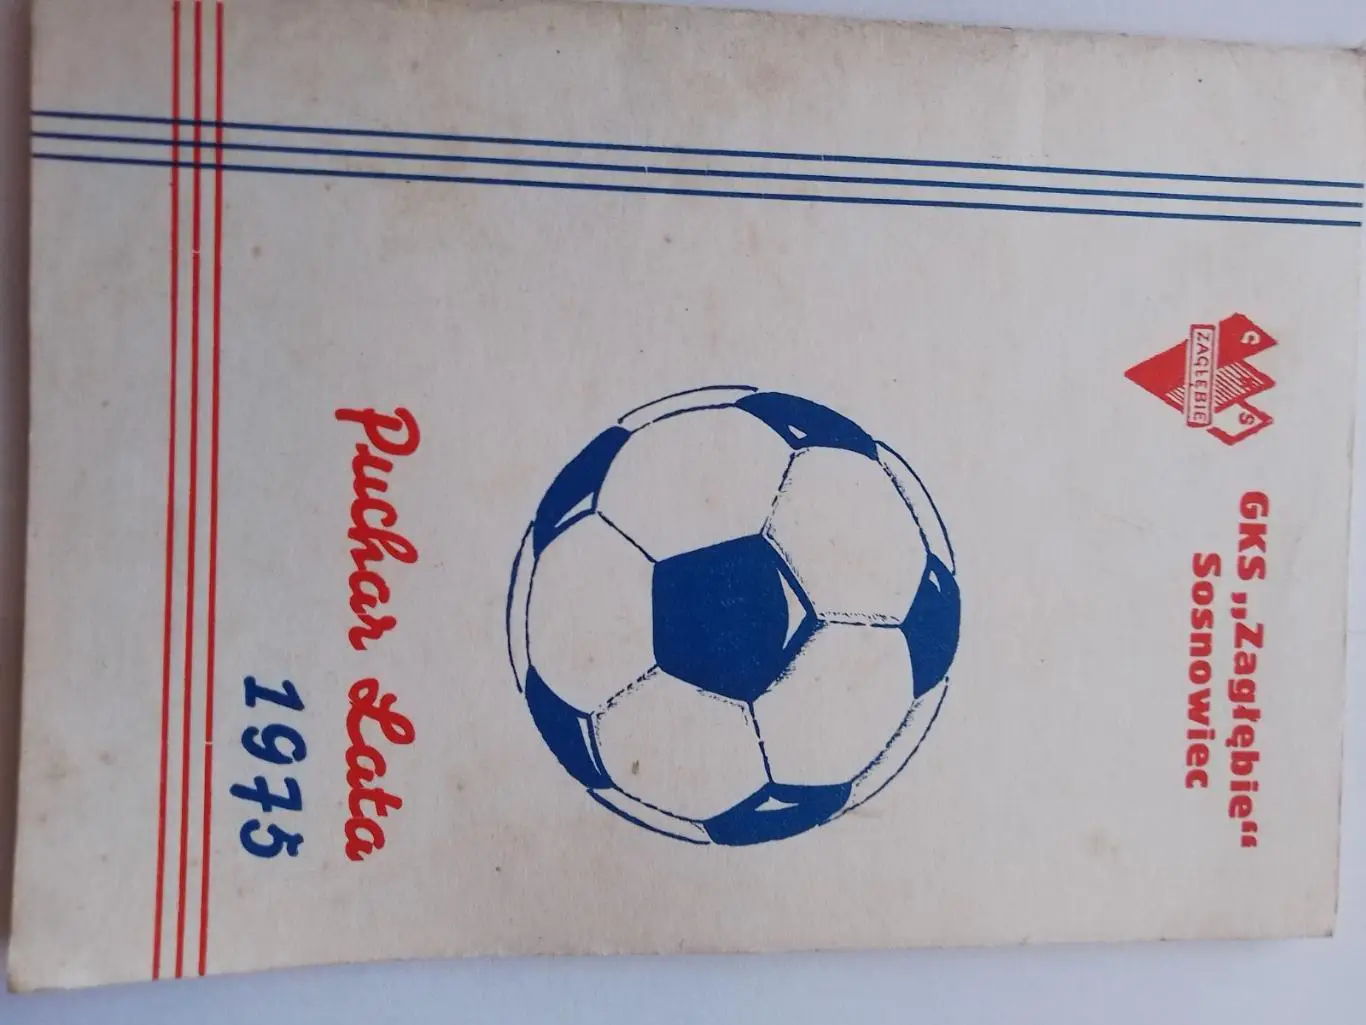 G S
ZAGŁĘBIE
GKS „Zagłębie“
Sosnowiec
Puchar Lata
1975